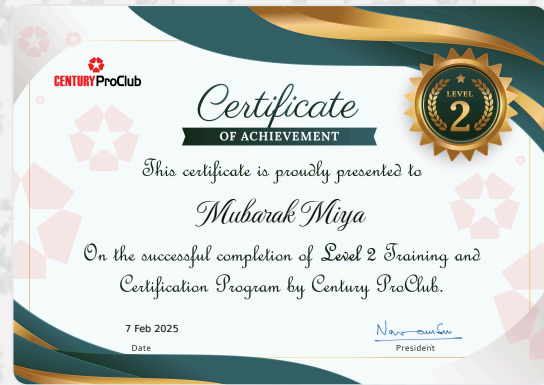 CENTURY ProClub
LEVEL
2
Certificate
OF ACHIEVEMENT
This certificate is proudly presented to
Mubarak Miya
On the successful completion of Level 2 Training and
Certification Program by Century ProClub.
7 Feb 2025
Date
President